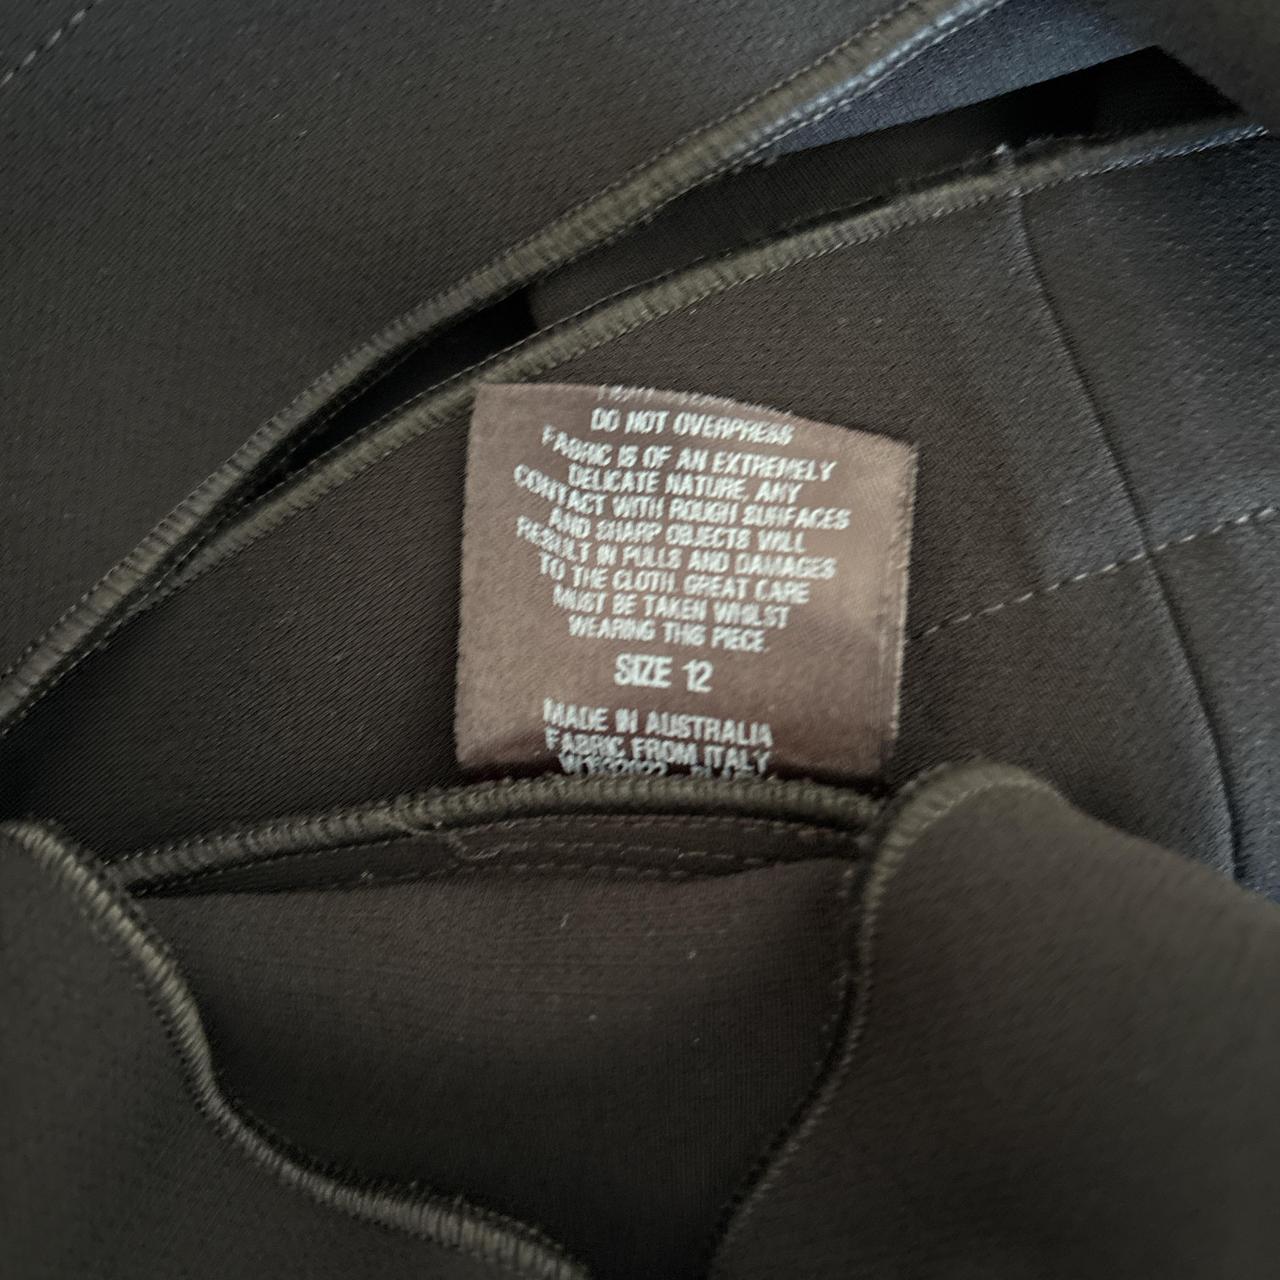 DO NOT OVERPRESS
FABRIC IS OF AN EXTREMELY
DELICATE NATURE, ANY
CONTACT WITH ROUGH SURFACES
AND SHARP OBJECTS WILL
RESULT IN PULLS AND DAMAGES
TO THE CLOTH. GREAT CARE
MUST BE TAKEN WHILST
WEARING THIS PIECE.
SIZE 12
MADE IN AUSTRALIA
FABRIC FROM ITALY